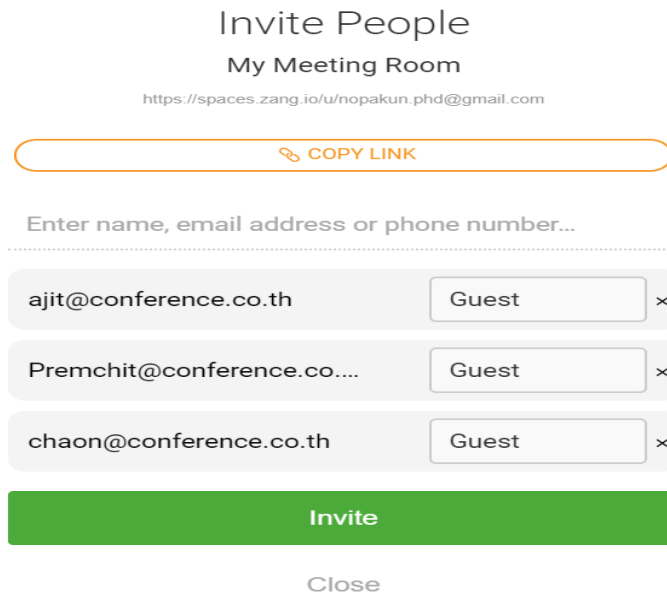 Invite People
My Meeting Room
https://spaces.zang.io/u/nopakun.phd@gmail.com
COPY LINK
Enter name, email address or phone number...
ajit@conference.co.th Guest ×
Premchit@conference.co.... Guest ×
chaon@conference.co.th Guest ×
Invite
Close